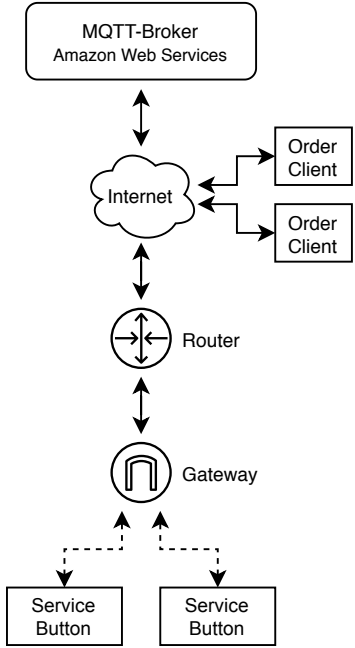 MQTT-Broker
Amazon Web Services
Internet
Order
Client
Order
Client
Router
Gateway
Service
Button
Service
Button